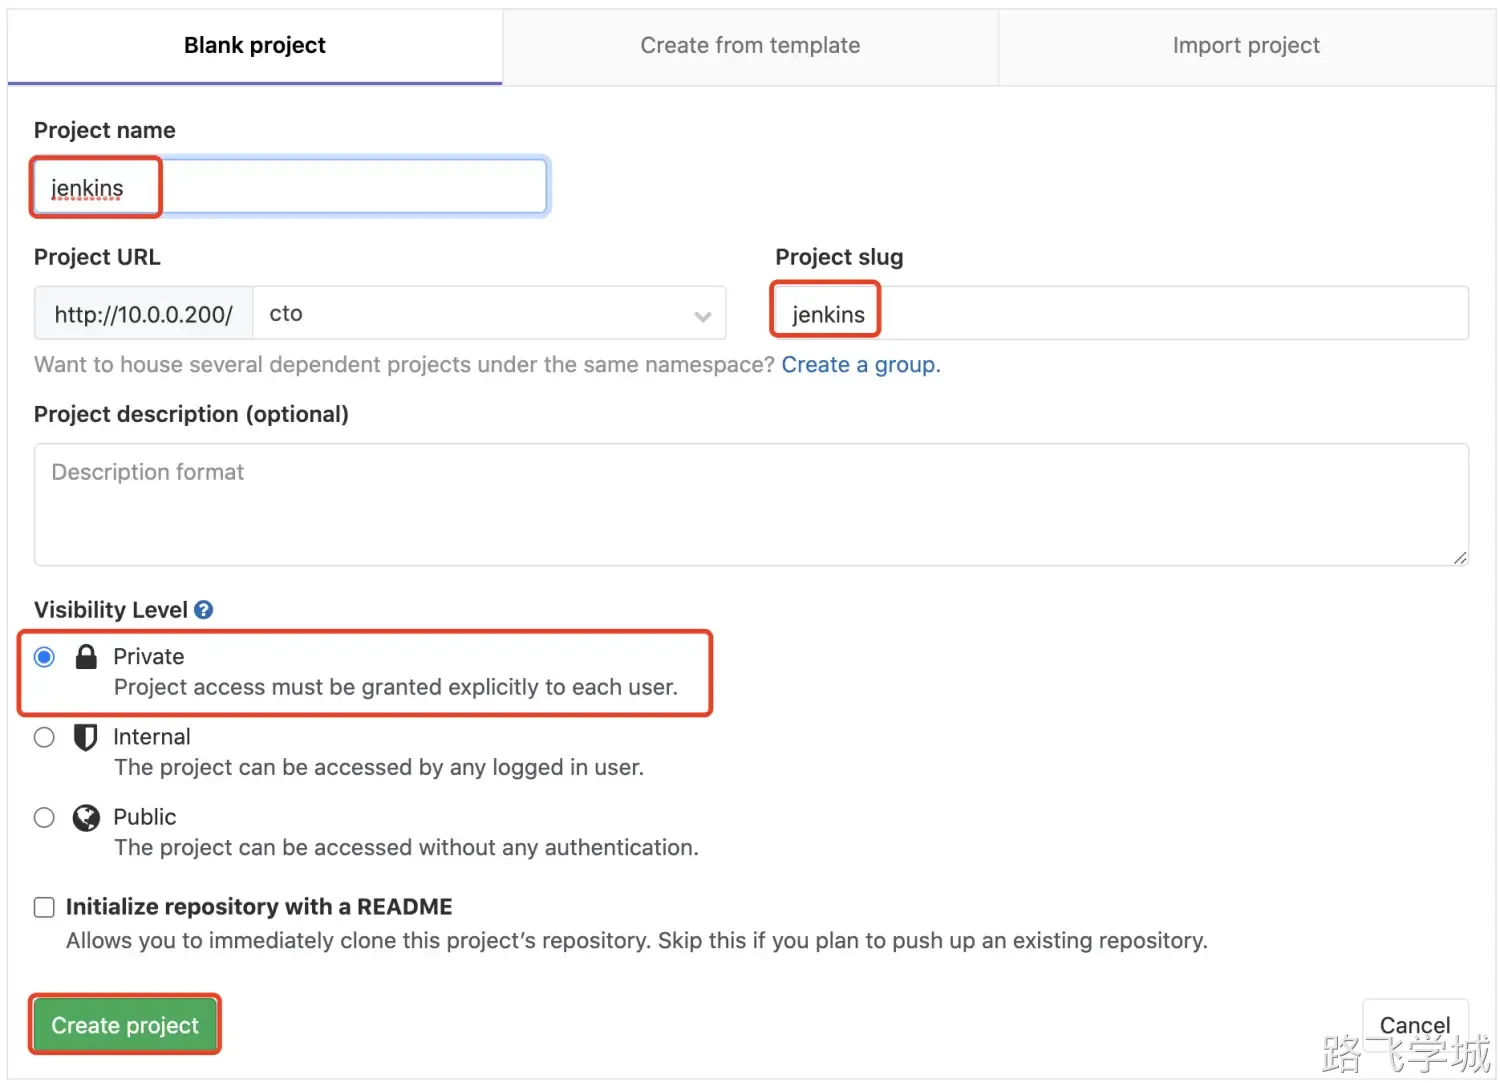 Blank project
Create from template
Import project
Project name
jenkins
Project URL
Project slug
http://10.0.0.200/
cto
jenkins
Want to house several dependent projects under the same namespace? Create a group.
Project description (optional)
Description format
Visibility Level
Private
Project access must be granted explicitly to each user.
Internal
The project can be accessed by any logged in user.
Public
The project can be accessed without any authentication.
Initialize repository with a README
Allows you to immediately clone this project’s repository. Skip this if you plan to push up an existing repository.
Create project
Cancel
路飞学城